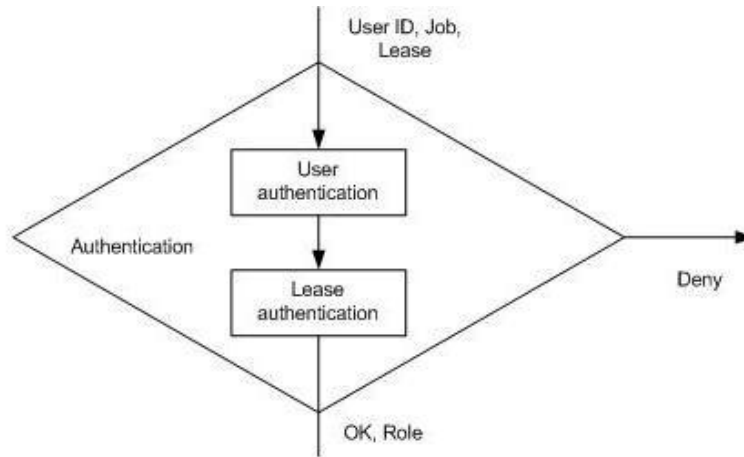 User ID, Job,
Lease
User
authentication
Authentication
Lease
authentication
Deny
OK, Role